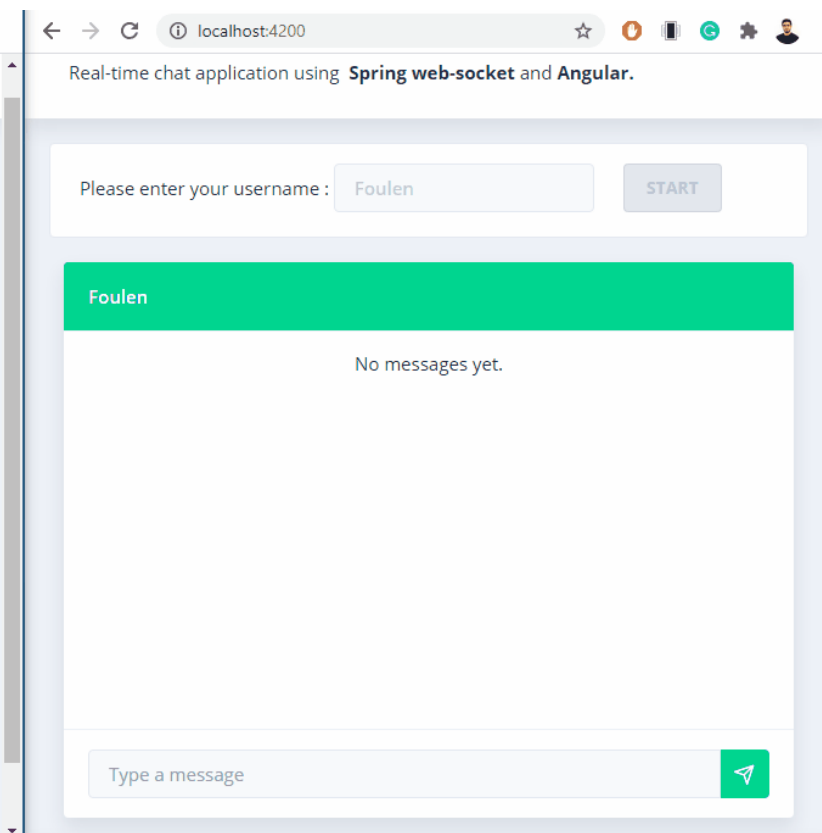 localhost:4200
Real-time chat application using Spring web-socket and Angular.
Please enter your username : Foulen START
Foulen
No messages yet.
Type a message